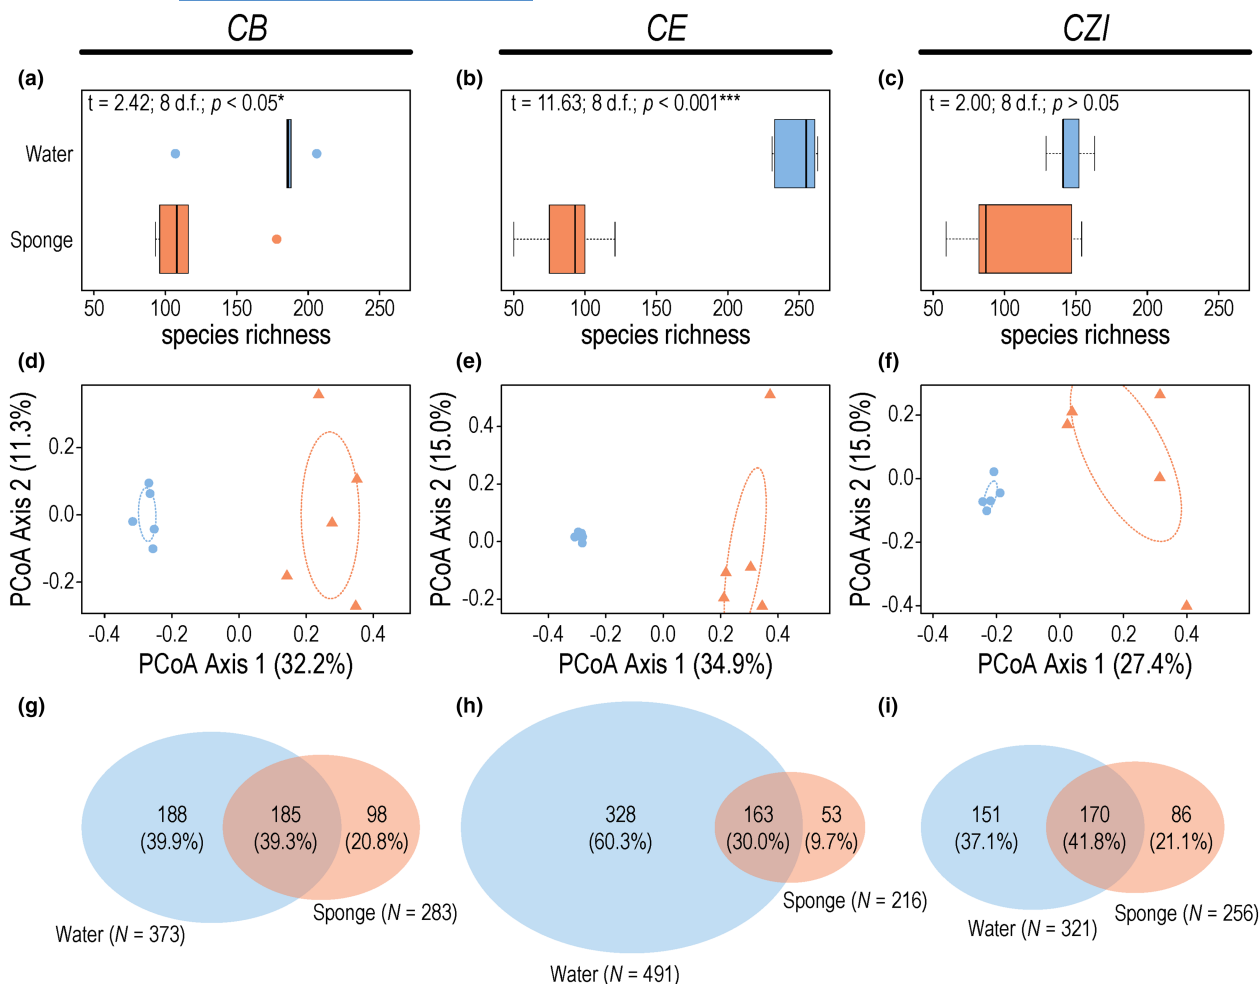 CB CE CZI
(a) (b) (c)
t = 2.42; 8 d.f.; p < 0.05* t = 11.63; 8 d.f.; p < 0.001*** t = 2.00; 8 d.f.; p > 0.05
Water
Sponge
50 100 150 200 250 50 100 150 200 250 50 100 150 200 250
species richness species richness species richness
(d) (e) (f)
PCoA Axis 2 (11.3%)
0.2
0.0
-0.2
-0.4 -0.2 0.0 0.2 0.4
PCoA Axis 1 (32.2%)
PCoA Axis 2 (15.0%)
0.4
0.2
0.0
-0.2
-0.4 -0.2 0.0 0.2 0.4
PCoA Axis 1 (34.9%)
PCoA Axis 2 (15.0%)
0.2
0.0
-0.2
-0.4
-0.4 -0.2 0.0 0.2 0.4
PCoA Axis 1 (27.4%)
(g) (h) (i)
188 185 98
(39.9%) (39.3%) (20.8%)
Sponge (N = 283)
Water (N = 373)
328 163 53
(60.3%) (30.0%) (9.7%)
Sponge (N = 216)
Water (N = 491)
151 170 86
(37.1%) (41.8%) (21.1%)
Sponge (N = 256)
Water (N = 321)